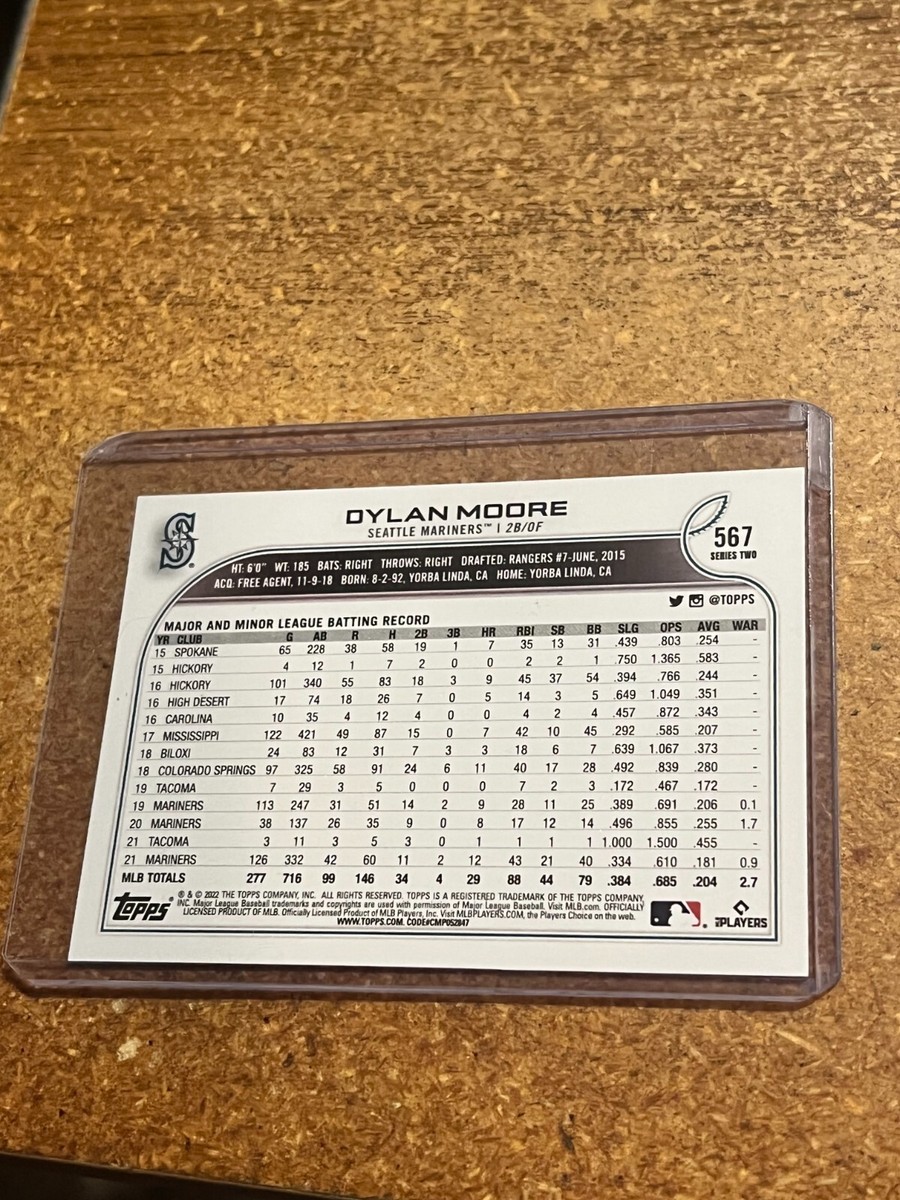 DYLAN MOORE
SEATTLE MARINERS™ | 2B/OF
S
567
SERIES TWO
HT: 6'0" WT: 185 BATS: RIGHT THROWS: RIGHT DRAFTED: RANGERS #7-JUNE, 2015
ACQ: FREE AGENT, 11-9-18 BORN: 8-2-92, YORBA LINDA, CA HOME: YORBA LINDA, CA
@TOPPS
MAJOR AND MINOR LEAGUE BATTING RECORD
YR CLUB G AB R H 2B 3B HR RBI SB BB SLG OPS AVG WAR
15 SPOKANE 65 228 38 58 19 1 7 35 13 31 .439 .803 .254 -
15 HICKORY 4 12 1 7 2 0 0 2 2 1 .750 1.365 .583 -
16 HICKORY 101 340 55 83 18 3 9 45 37 54 .394 .766 .244 -
16 HIGH DESERT 17 74 18 26 7 0 5 14 3 5 .649 1.049 .351 -
16 CAROLINA 10 35 4 12 4 0 0 4 2 4 .457 .872 .343 -
17 MISSISSIPPI 122 421 49 87 15 0 7 42 10 45 .292 .585 .207 -
18 BILOXI 24 83 12 31 7 3 3 18 6 7 .639 1.067 .373 -
18 COLORADO SPRINGS 97 325 58 91 24 6 11 40 17 28 .492 .839 .280 -
19 TACOMA 7 29 3 5 0 0 0 7 2 3 .172 .467 .172 -
19 MARINERS 113 247 31 51 14 2 9 28 11 25 .389 .691 .206 0.1
20 MARINERS 38 137 26 35 9 0 8 17 12 14 .496 .855 .255 1.7
21 TACOMA 3 11 3 5 3 0 1 1 1 1 1.000 1.500 .455 -
21 MARINERS 126 332 42 60 11 2 12 43 21 40 .334 .610 .181 0.9
MLB TOTALS 277 716 99 146 34 4 29 88 44 79 .384 .685 .204 2.7
Topps
® & © 2022 THE TOPPS COMPANY, INC. ALL RIGHTS RESERVED. TOPPS IS A REGISTERED TRADEMARK OF THE TOPPS COMPANY,
INC. Major League Baseball trademarks and copyrights are used with permission of Major League Baseball. Visit MLB.com. OFFICIALLY
LICENSED PRODUCT OF MLB. Officially Licensed Product of MLB Players, Inc. Visit MLBPLAYERS.COM, the Players Choice on the web.
WWW.TOPPS.COM. CODE#CMP052847
PLAYERS